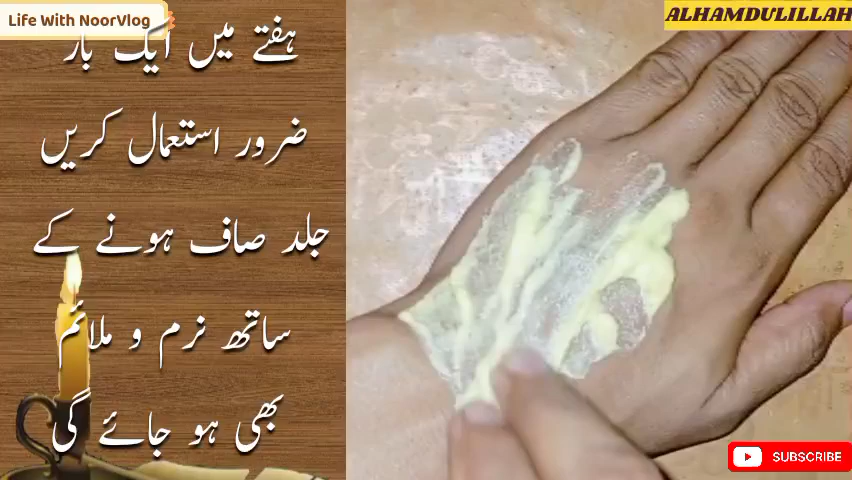 Life With NoorVlog
ALHAMDULILLAH
ہفتے میں ایک بار
ضرور استعمال کریں
جلد صاف ہونے کے
ساتھ نرم و ملائم
بھی ہو جائے گی
SUBSCRIBE